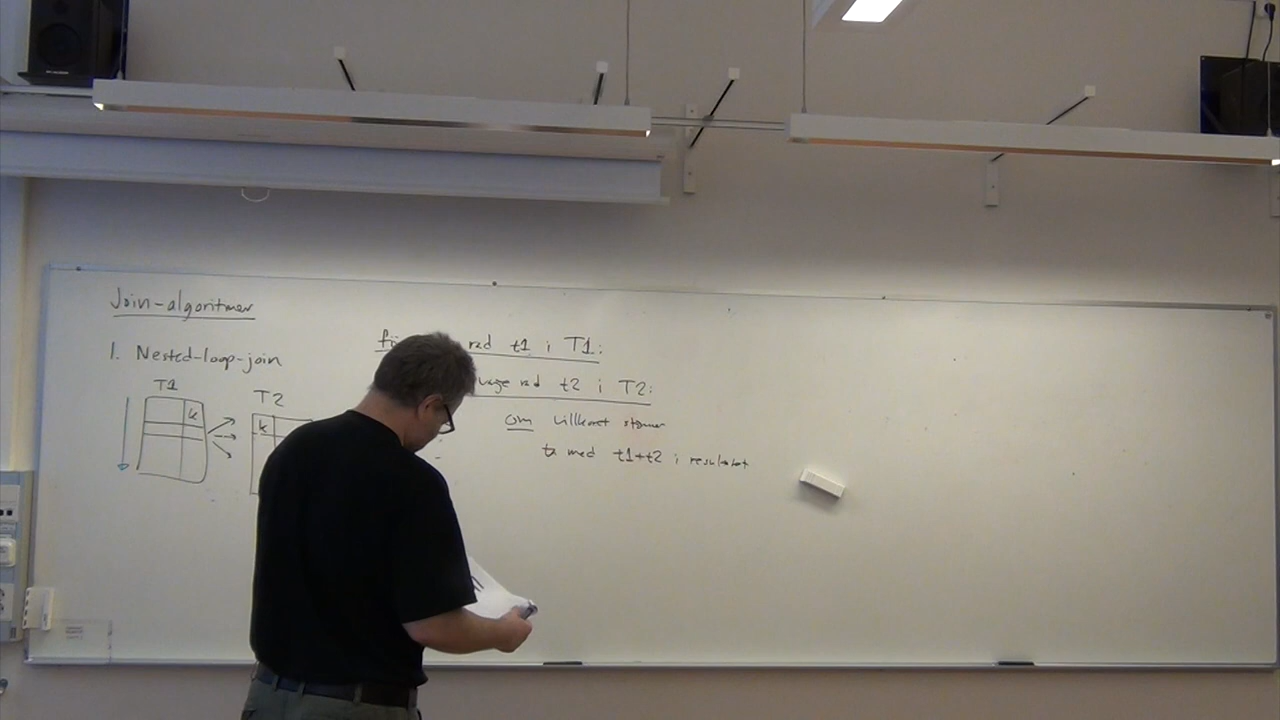 Join-algoritmer
1. Nested-loop-join
T1
T2
k
k
rad t1 i T1:
rad t2 i T2:
om villkoret stämmer
ta med t1+t2 i resultatet